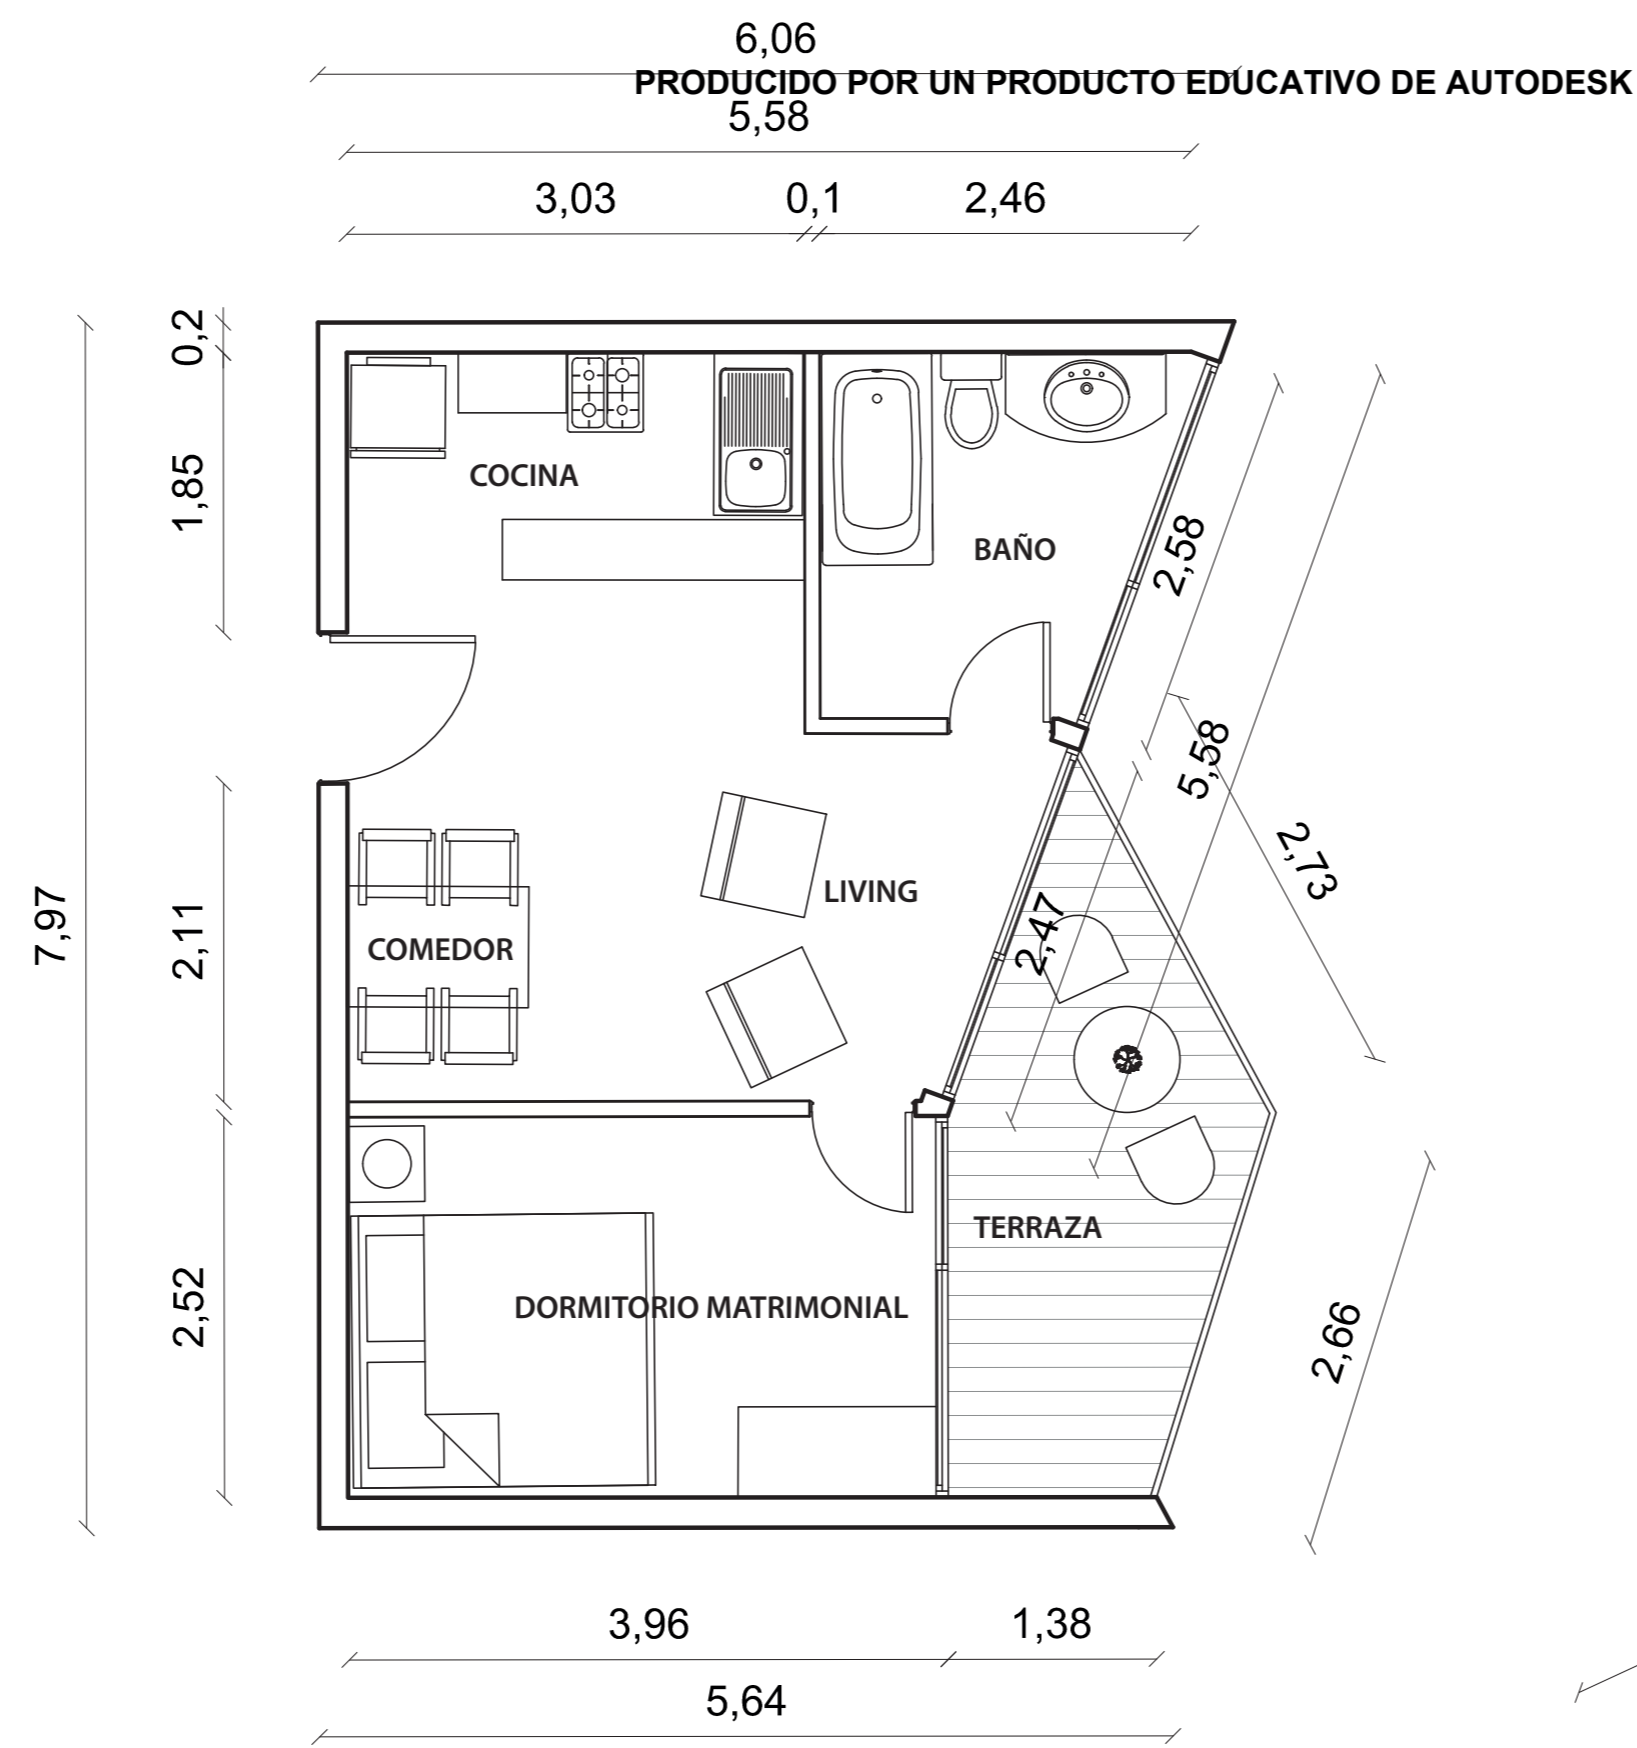 6,06
PRODUCIDO POR UN PRODUCTO EDUCATIVO DE AUTODESK
5,58
3,03 0,1 2,46
0,2
1,85
COCINA
BAÑO
2,58
5,58
2,73
7,97
2,11
LIVING
COMEDOR
2,47
TERRAZA
2,52
DORMITORIO MATRIMONIAL
2,66
3,96 1,38
5,64